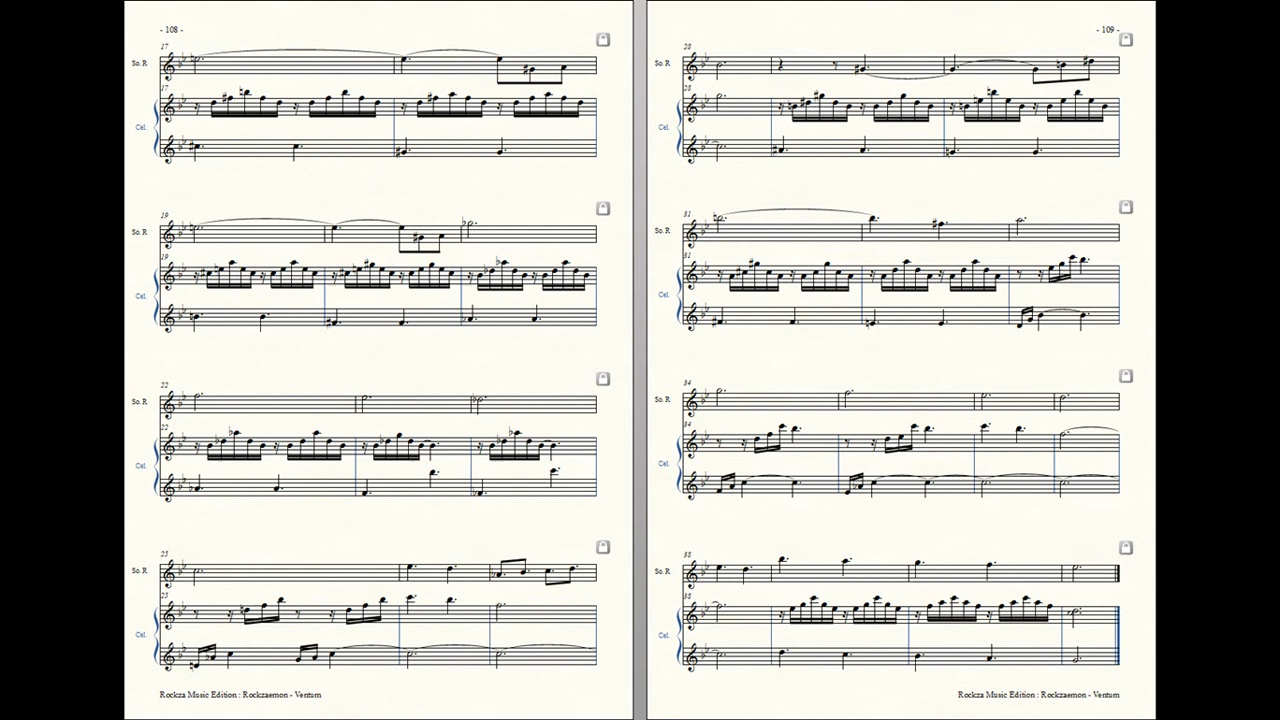 - 108 -
17
So. R
17
Cel.
19
So. R
19
Cel.
22
So. R
22
Cel.
25
So. R
25
Cel.
Rockza Music Edition : Rockzaemon - Ventum
- 109 -
28
So. R
28
Cel.
31
So. R
31
Cel.
34
So. R
34
Cel.
38
So. R
38
Cel.
Rockza Music Edition : Rockzaemon - Ventum